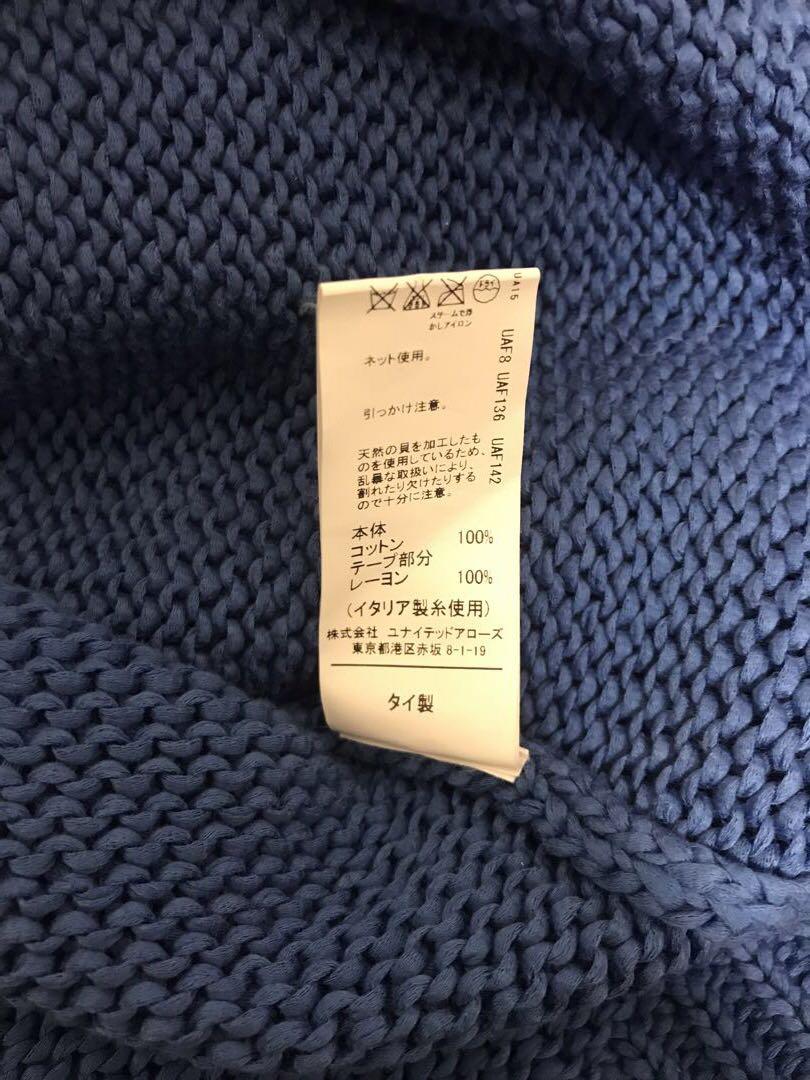 ドライ
UA15
スチームで浮
かしアイロン
UAF8 UAF136 UAF142
ネット使用。
引っかけ注意。
天然の貝を加工したも
のを使用しているため、
乱暴な取扱いにより、
割れたり欠けたりする
ので十分に注意。
本体
コットン 100%
テープ部分
レーヨン 100%
(イタリア製糸使用)
株式会社 ユナイテッドアローズ
東京都港区赤坂 8-1-19
タイ製